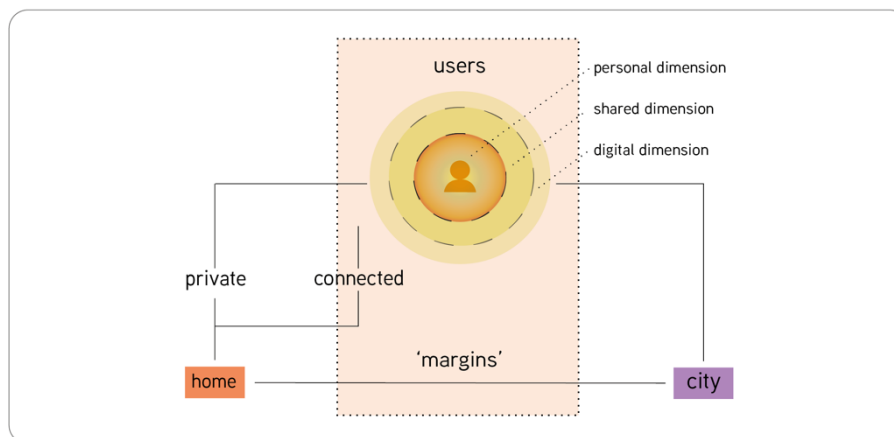 users
personal dimension
shared dimension
digital dimension
private
connected
‘margins’
home
city